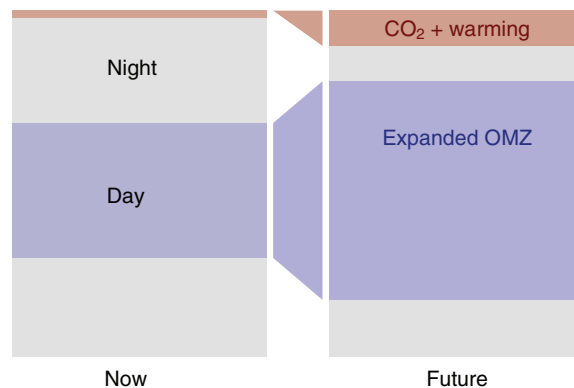 CO₂ + warming
Night
Expanded OMZ
Day
Now
Future